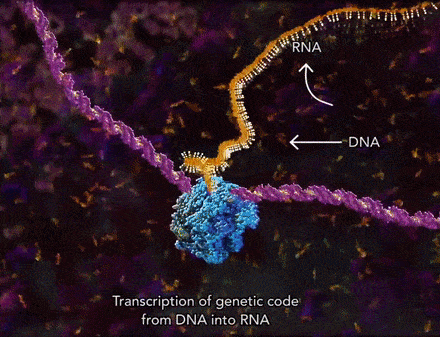 RNA
DNA
Transcription of genetic code
from DNA into RNA